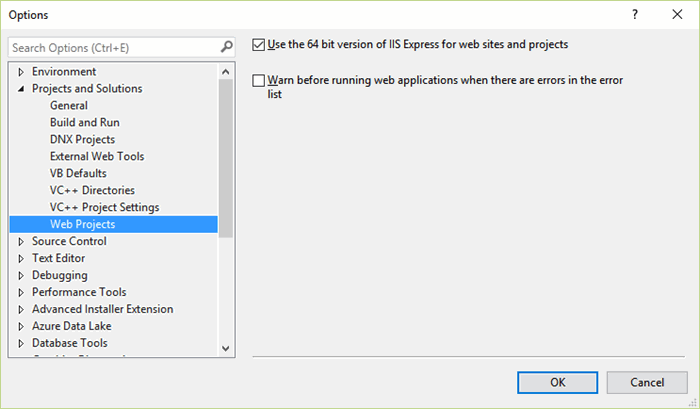 Options
?
Search Options (Ctrl+E)
Environment
Projects and Solutions
General
Build and Run
DNX Projects
External Web Tools
VB Defaults
VC++ Directories
VC++ Project Settings
Web Projects
Source Control
Text Editor
Debugging
Performance Tools
Advanced Installer Extension
Azure Data Lake
Database Tools
Use the 64 bit version of IIS Express for web sites and projects
Warn before running web applications when there are errors in the error
list
OK
Cancel